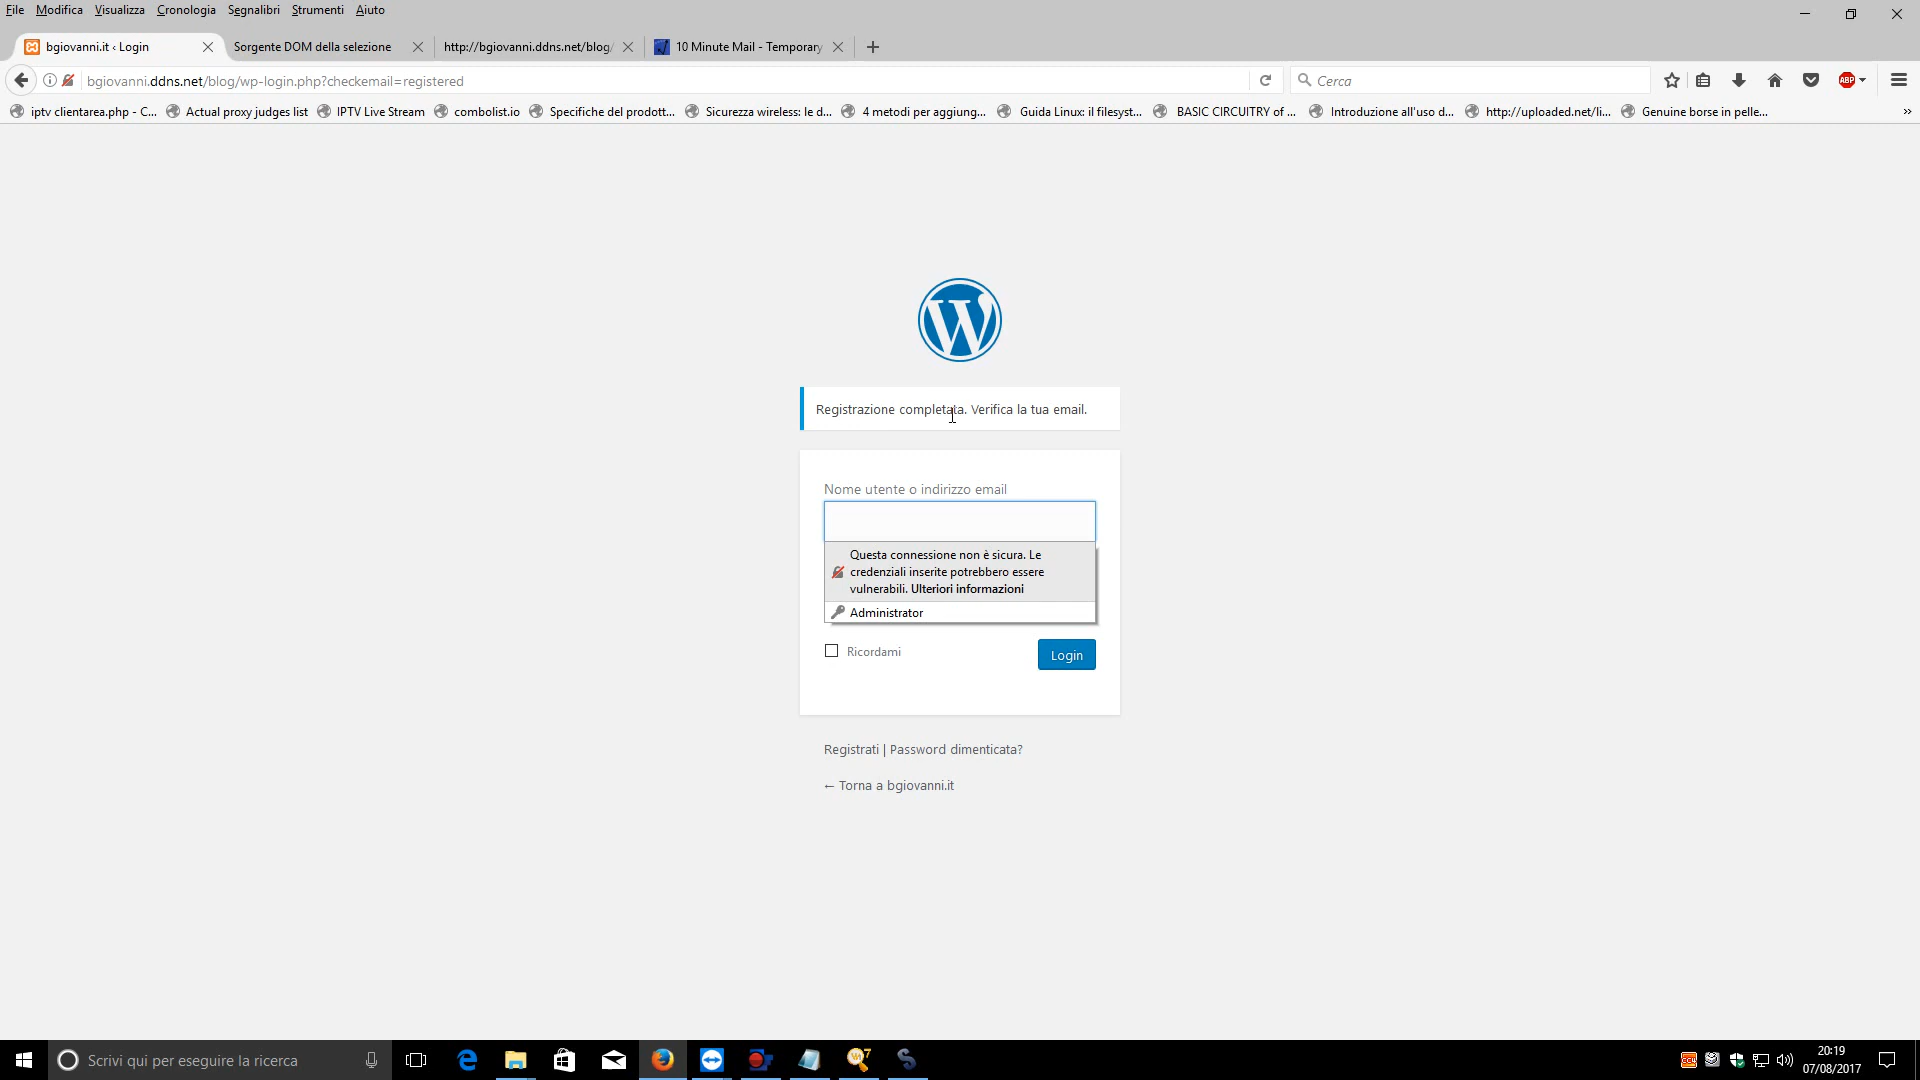 File Modifica Visualizza Cronologia Segnalibri Strumenti Aiuto
bgiovanni.it ‹ Login
Sorgente DOM della selezione
http://bgiovanni.ddns.net/blog/
10 Minute Mail - Temporary
bgiovanni.ddns.net/blog/wp-login.php?checkemail=registered
Cerca
ABP
iptv clientarea.php - C...
Actual proxy judges list
IPTV Live Stream
combolist.io
Specifiche del prodott...
Sicurezza wireless: le d...
4 metodi per aggiung...
Guida Linux: il filesyst...
BASIC CIRCUITRY of ...
Introduzione all'uso d...
http://uploaded.net/li...
Genuine borse in pelle...
Registrazione completata. Verifica la tua email.
Nome utente o indirizzo email
Questa connessione non è sicura. Le
credenziali inserite potrebbero essere
vulnerabili. Ulteriori informazioni
Administrator
Ricordami
Login
Registrati | Password dimenticata?
← Torna a bgiovanni.it
Scrivi qui per eseguire la ricerca
20:19
07/08/2017